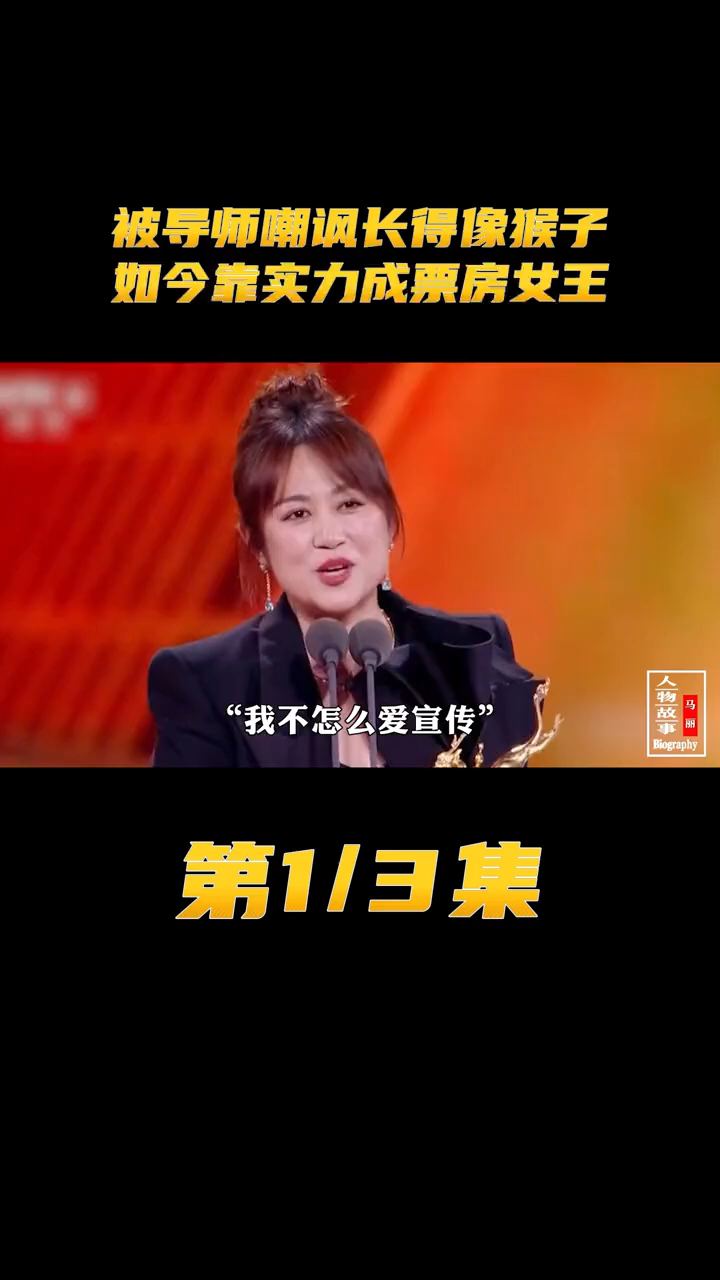 被导师嘲讽长得像猴子
如今靠实力成票房女王
“我不怎么爱宣传”
人物故事
马丽
Biography
第1/3集